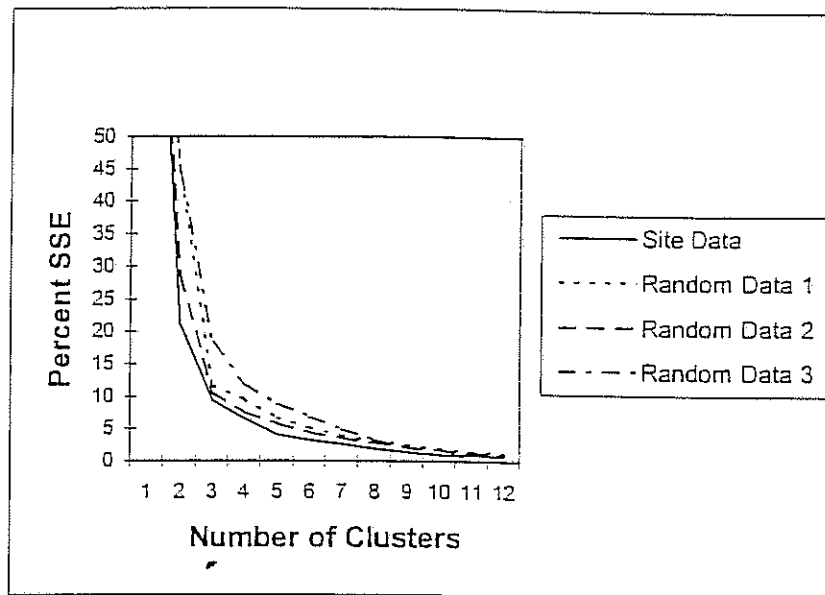 50
45
40
35
30
25
20
15
10
5
0
Percent SSE
1 2 3 4 5 6 7 8 9 10 11 12
Number of Clusters
Site Data
Random Data 1
Random Data 2
Random Data 3